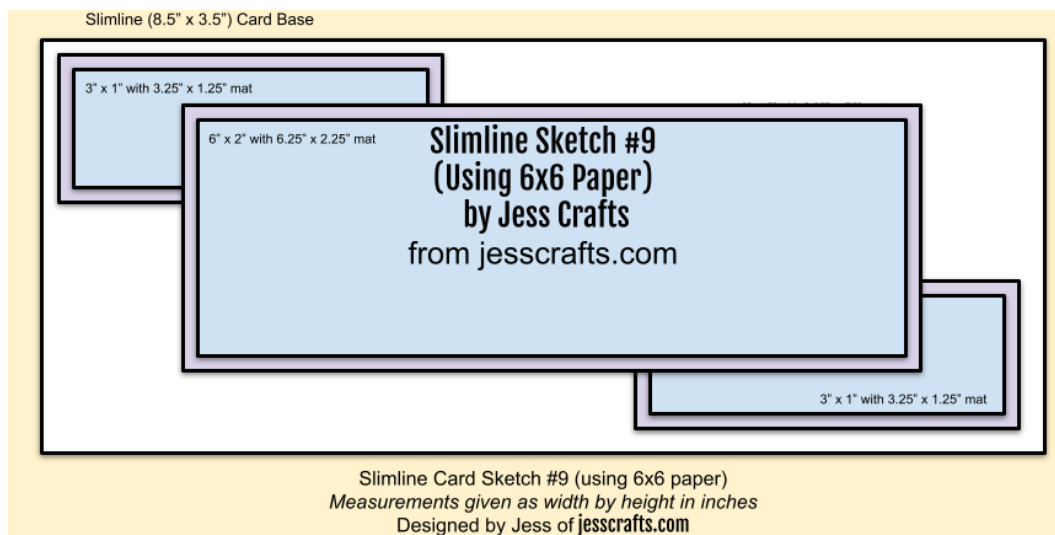 Slimline (8.5” x 3.5”) Card Base
3” x 1” with 3.25” x 1.25” mat
6” x 2” with 6.25” x 2.25” mat
Slimline Sketch #9
(Using 6x6 Paper)
by Jess Crafts
from jesscrafts.com
3” x 1” with 3.25” x 1.25” mat
Slimline Card Sketch #9 (using 6x6 paper)
Measurements given as width by height in inches
Designed by Jess of jesscrafts.com